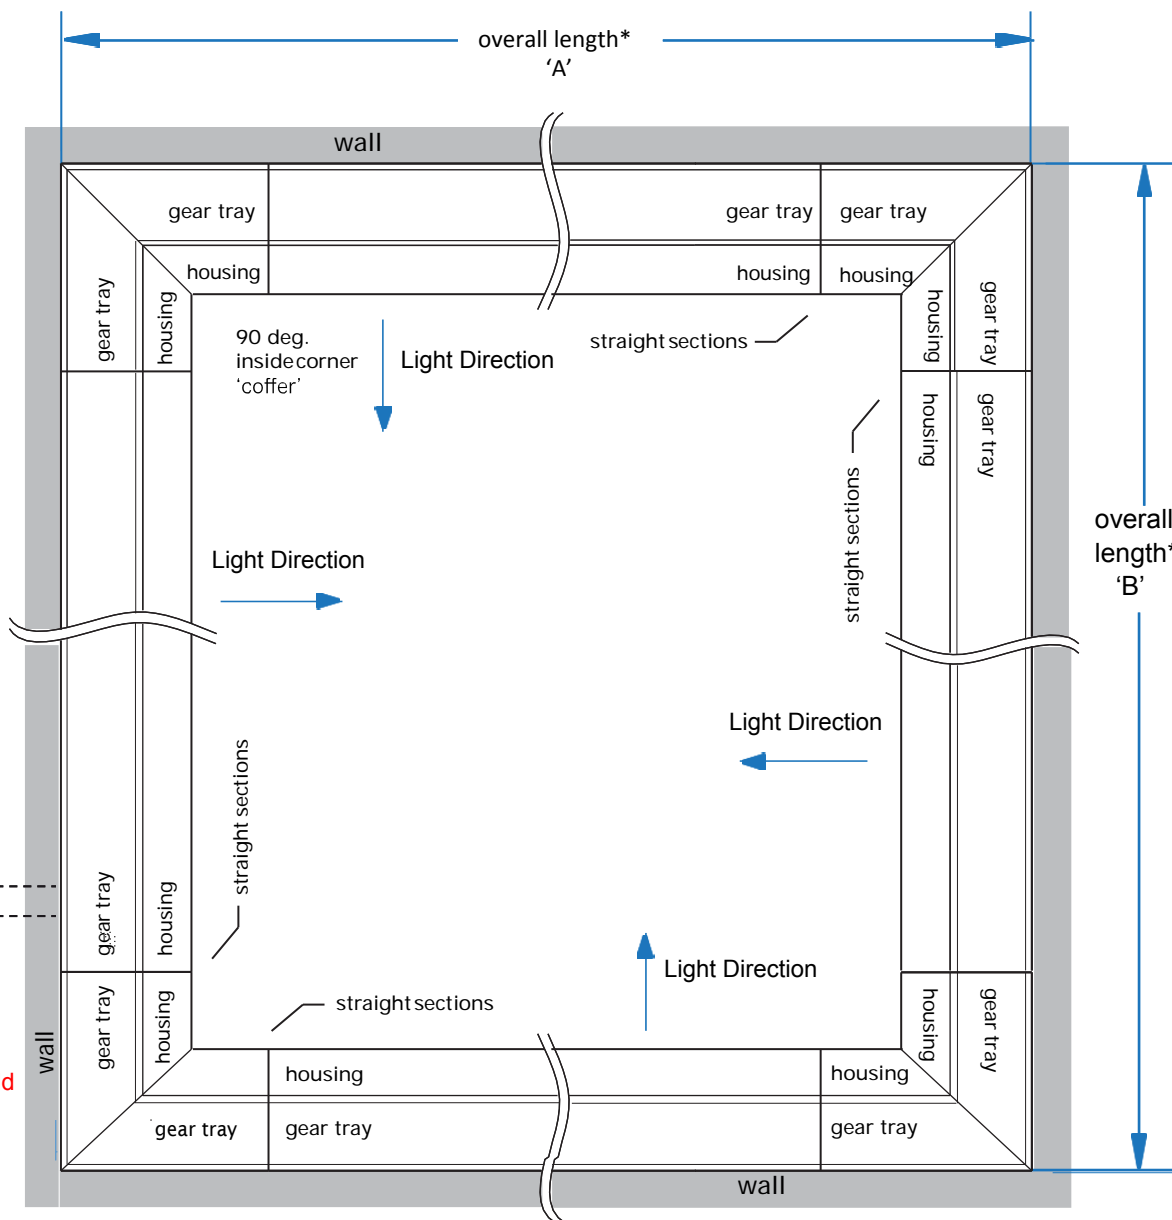 overall length*
‘A’
wall
gear tray
gear tray
gear tray
housing
housing
housing
gear tray
housing
housing
gear tray
90 deg.
inside corner
‘coffer’
Light Direction
straight sections
housing
gear tray
straight sections
overall
length*
‘B’
Light Direction
Light Direction
straight sections
gear tray
housing
Light Direction
straight sections
gear tray
housing
housing
gear tray
wall
d
housing
housing
gear tray
gear tray
gear tray
wall